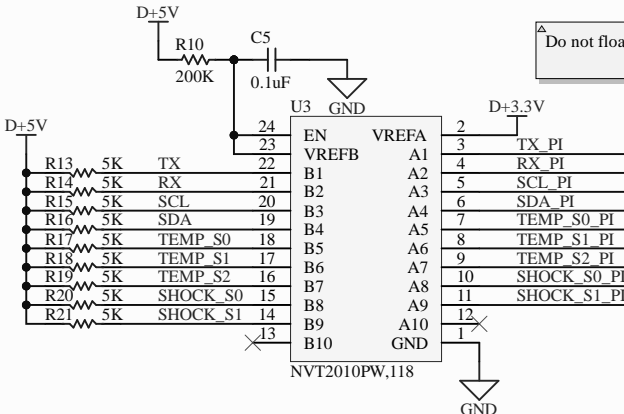 D+5V
R10
200K
C5
0.1uF
GND
Do not floa
U3
D+3.3V
D+5V
24 EN VREFA 2
23 VREFB A1 3 TX_PI
R13 5K TX 22 B1 A2 4 RX_PI
R14 5K RX 21 B2 A3 5 SCL_PI
R15 5K SCL 20 B3 A4 6 SDA_PI
R16 5K SDA 19 B4 A5 7 TEMP_S0_PI
R17 5K TEMP_S0 18 B5 A6 8 TEMP_S1_PI
R18 5K TEMP_S1 17 B6 A7 9 TEMP_S2_PI
R19 5K TEMP_S2 16 B7 A8 10 SHOCK_S0_PI
R20 5K SHOCK_S0 15 B8 A9 11 SHOCK_S1_PI
R21 5K SHOCK_S1 14 B9 A10 12
13 B10 GND 1
NVT2010PW,118
GND